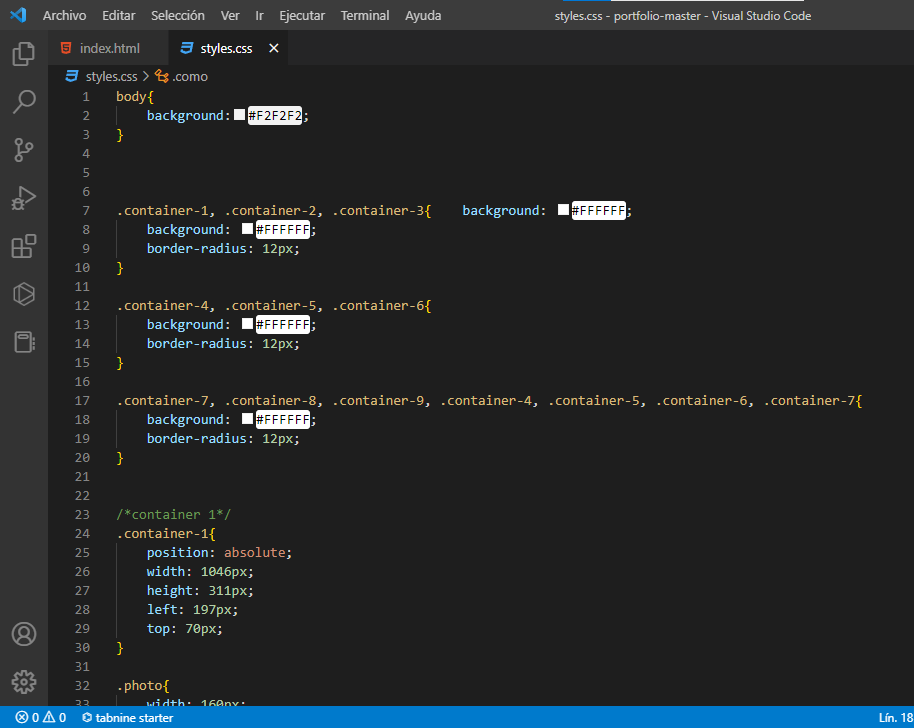 Archivo Editar Selección Ver Ir Ejecutar Terminal Ayuda styles.css - portfolio-master - Visual Studio Code
index.html styles.css
styles.css > .como
1 body{
2 background: #F2F2F2;
3 }
4
5
6
7 .container-1, .container-2, .container-3{ background: #FFFFFF;
8 background: #FFFFFF;
9 border-radius: 12px;
10 }
11
12 .container-4, .container-5, .container-6{
13 background: #FFFFFF;
14 border-radius: 12px;
15 }
16
17 .container-7, .container-8, .container-9, .container-4, .container-5, .container-6, .container-7{
18 background: #FFFFFF;
19 border-radius: 12px;
20 }
21
22
23 /*container 1*/
24 .container-1{
25 position: absolute;
26 width: 1046px;
27 height: 311px;
28 left: 197px;
29 top: 70px;
30 }
31
32 .photo{
33 width: 160px;
0 0 tabnine starter Lín. 18